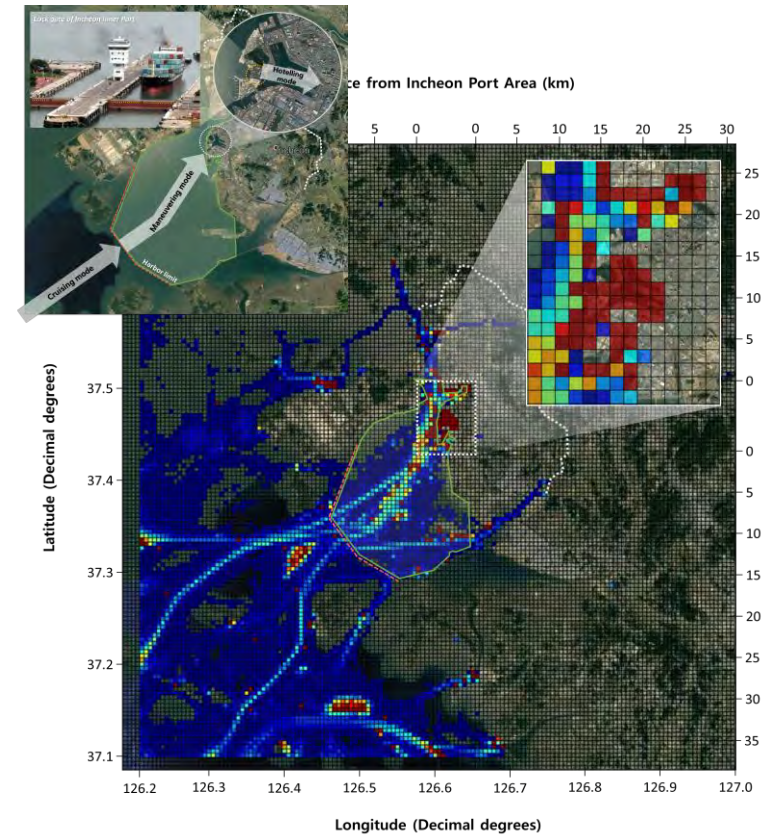 Lock gate of Incheon Inner Port
Hotelling mode
Maneuvering mode
Cruising mode
Harbor limit
ce from Incheon Port Area (km)
5 0 0 5 10 15 20 25 30
25
20
15
10
5
0
0
5
10
15
20
25
30
35
37.5
37.4
37.3
37.2
37.1
Latitude (Decimal degrees)
126.2 126.3 126.4 126.5 126.6 126.7 126.8 126.9 127.0
Longitude (Decimal degrees)